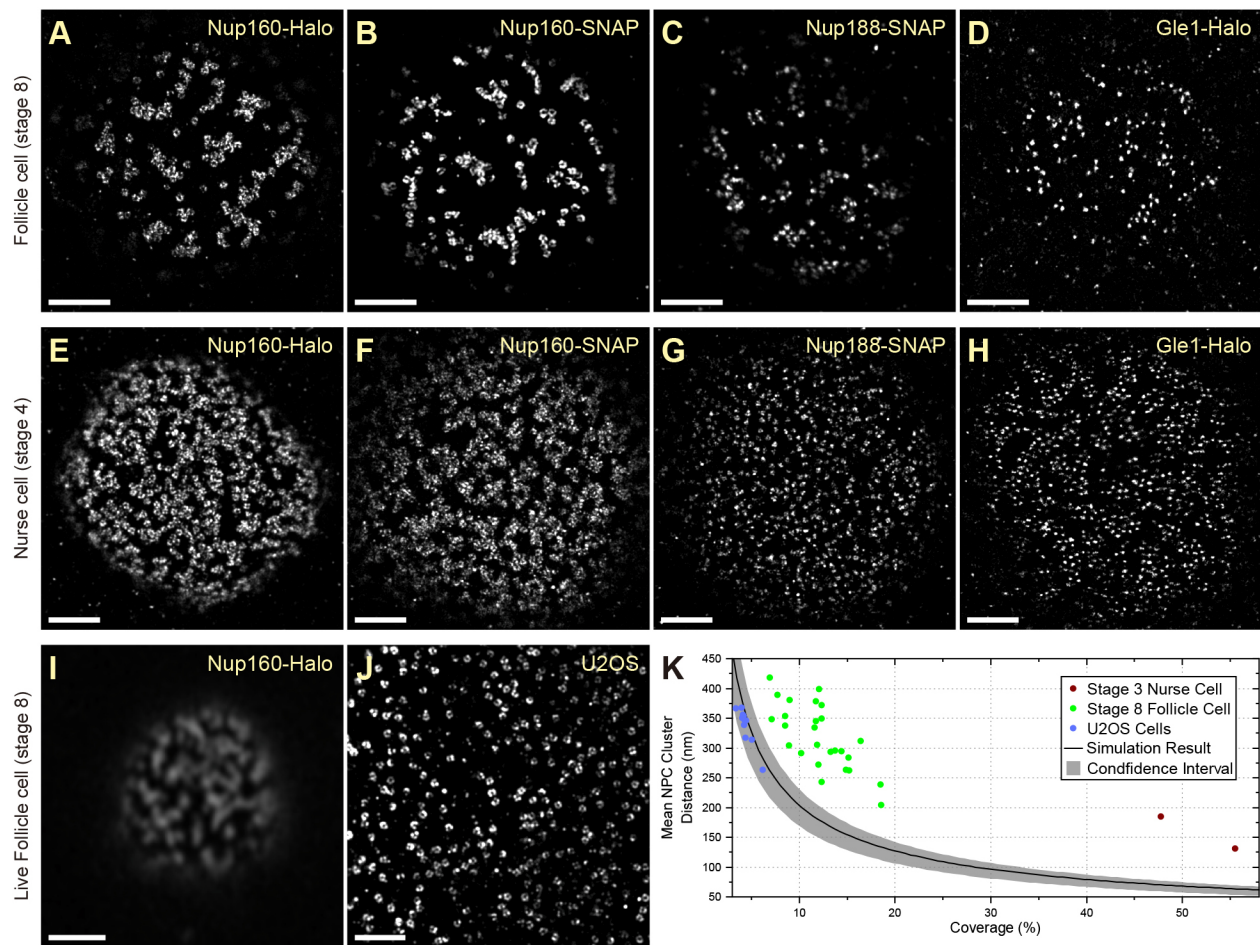 A Nup160-Halo
B Nup160-SNAP
C Nup188-SNAP
D Gle1-Halo
Follicle cell (stage 8)
E Nup160-Halo
F Nup160-SNAP
G Nup188-SNAP
H Gle1-Halo
Nurse cell (stage 4)
I Nup160-Halo
J U2OS
Live Follicle cell (stage 8)
K
Mean NPC Cluster
Distance (nm)
450
400
350
300
250
200
150
100
50
Stage 3 Nurse Cell
Stage 8 Follicle Cell
U2OS Cells
Simulation Result
Condfidence Interval
10 20 30 40 50
Coverage (%)